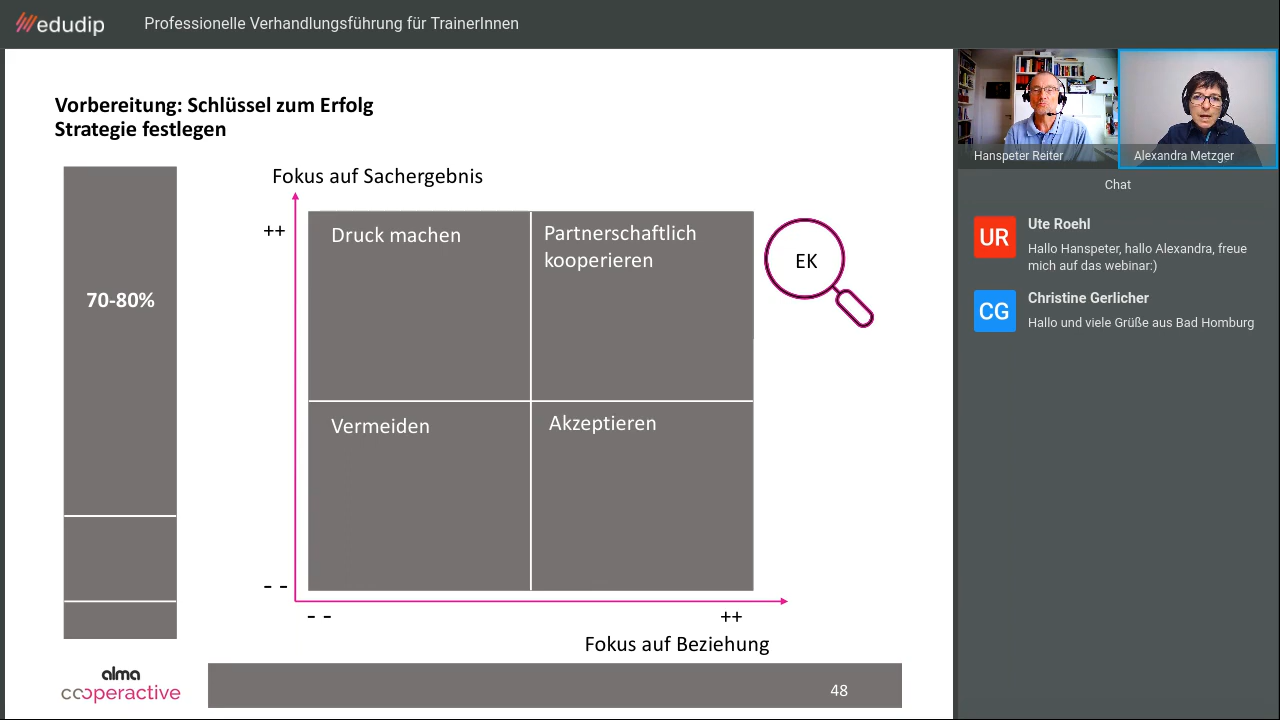 edudip
Professionelle Verhandlungsführung für TrainerInnen
Vorbereitung: Schlüssel zum Erfolg
Strategie festlegen
70-80%
Fokus auf Sachergebnis
++
Druck machen
Partnerschaftlich
kooperieren
EK
Vermeiden
Akzeptieren
- -
- -
++
Fokus auf Beziehung
alma
cooperactive
48
Hanspeter Reiter
Alexandra Metzger
Chat
UR
Ute Roehl
Hallo Hanspeter, hallo Alexandra, freue
mich auf das webinar:)
CG
Christine Gerlicher
Hallo und viele Grüße aus Bad Homburg